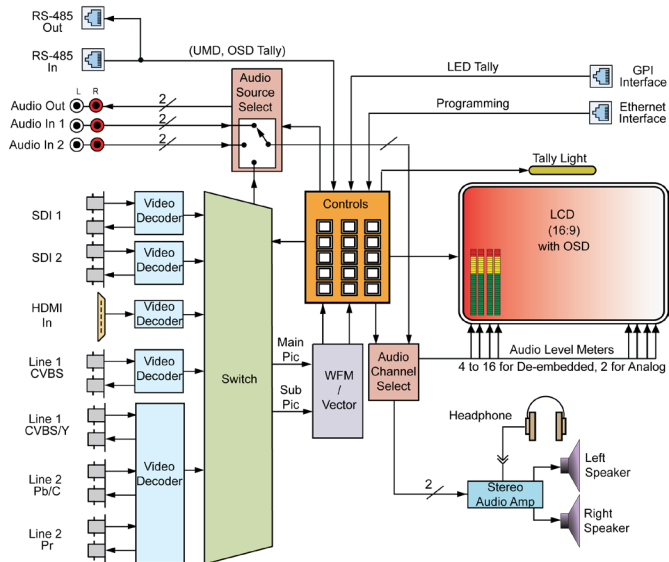 RS-485
Out
RS-485
In
(UMD, OSD Tally)
LED Tally
GPI
Interface
Programming
Ethernet
Interface
L R
Audio Out
Audio In 1
Audio In 2
2
2
2
Audio
Source
Select
Tally Light
Controls
LCD
(16:9)
with OSD
SDI 1
Video
Decoder
SDI 2
Video
Decoder
HDMI
In
Video
Decoder
Line 1
CVBS
Video
Decoder
Switch
Main
Pic
Sub
Pic
WFM
/
Vector
Audio
Channel
Select
Audio Level Meters
4 to 16 for De-embedded, 2 for Analog
Line 1
CVBS/Y
Line 2
Pb/C
Line 2
Pr
Video
Decoder
Headphone
2
Stereo
Audio Amp
Left
Speaker
Right
Speaker